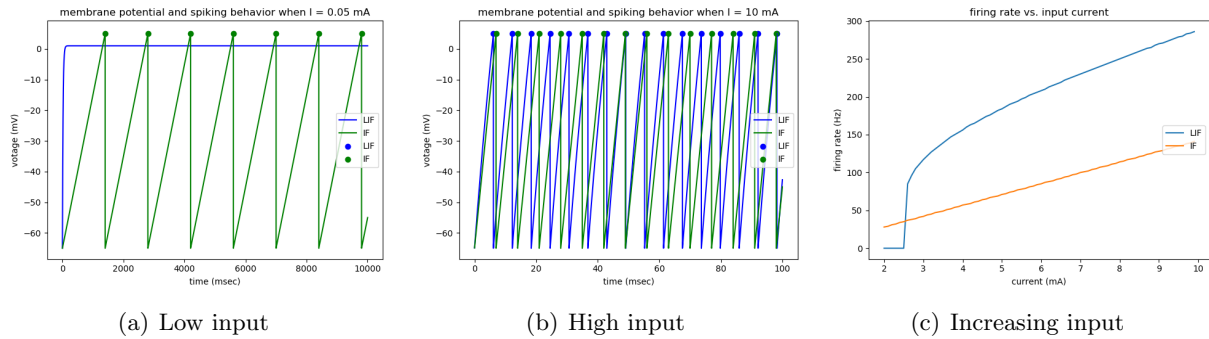 membrane potential and spiking behavior when I = 0.05 mA
0
−10
−20
−30
−40
−50
−60
votage (mV)
LIF
IF
LIF
IF
0 2000 4000 6000 8000 10000
time (msec)
(a) Low input
membrane potential and spiking behavior when I = 10 mA
0
−10
−20
−30
−40
−50
−60
votage (mV)
LIF
IF
LIF
IF
0 20 40 60 80 100
time (msec)
(b) High input
firing rate vs. input current
300
250
200
150
100
50
0
firing rate (Hz)
LIF
IF
2 3 4 5 6 7 8 9 10
current (mA)
(c) Increasing input